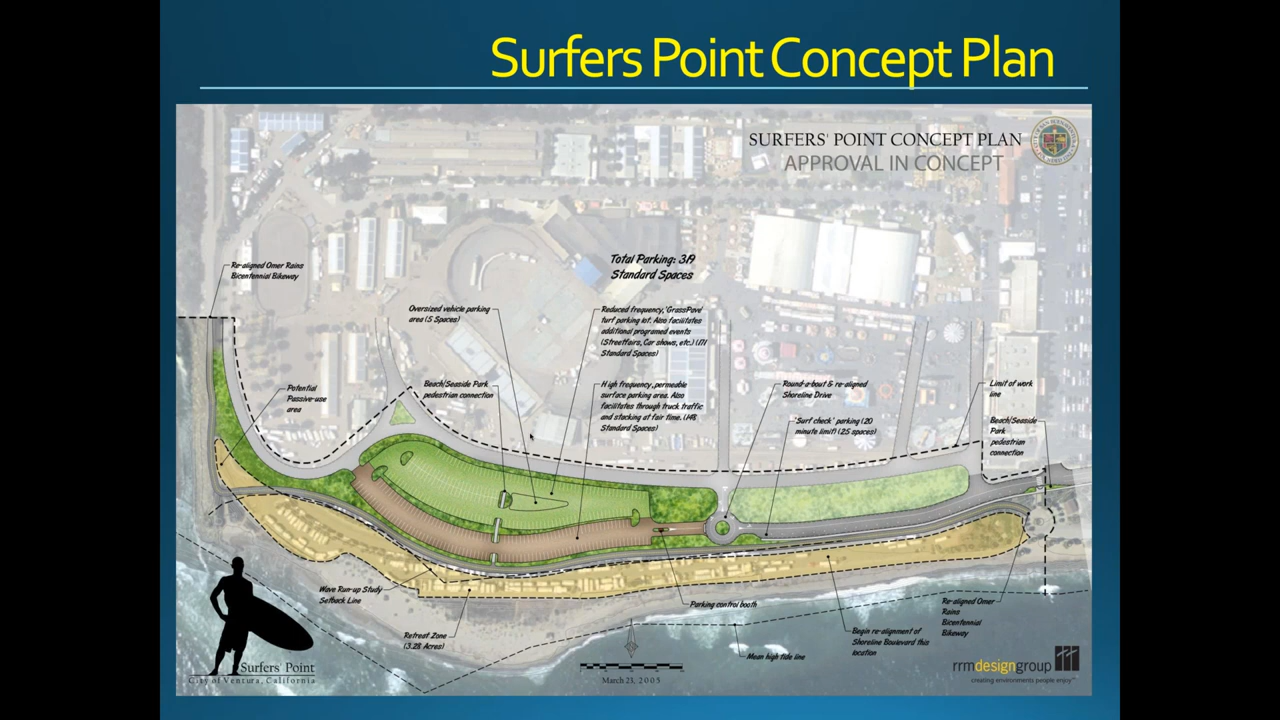 Surfers Point Concept Plan
SURFERS' POINT CONCEPT PLAN
APPROVAL IN CONCEPT
Total Parking:
Standard Spaces
Re-aligned Omer Rains
Bicentennial Bikeway
Oversized vehicle parking
area (5 Spaces)
Reduced frequency, 'GrassPave'
turf parking lot. Also facilitates
additional programed events
(Streetfairs, Car shows, etc.) (171
Standard Spaces)
Potential
Passive-use
area
Beach/Seaside Park
pedestrian connection
High frequency, permeable
surface parking area. Also
facilitates through truck traffic
and stacking at fair time. (148
Standard Spaces)
Round-a-bout & re-aligned
Shoreline Drive
'Surf check' parking (20
minute limit) (25 spaces)
Limit of work
line
Beach/Seaside
Park
pedestrian
connection
Wave Run-up Study
Setback Line
Retreat Zone
(3.28 Acres)
Parking control booth
Mean high tide line
Begin re-alignment of
Shoreline Boulevard this
location
Re-aligned Omer
Rains
Bicentennial
Bikeway
Surfers' Point
City of Ventura, California
March 23, 2005
rrmdesigngroup
creating environments people enjoy